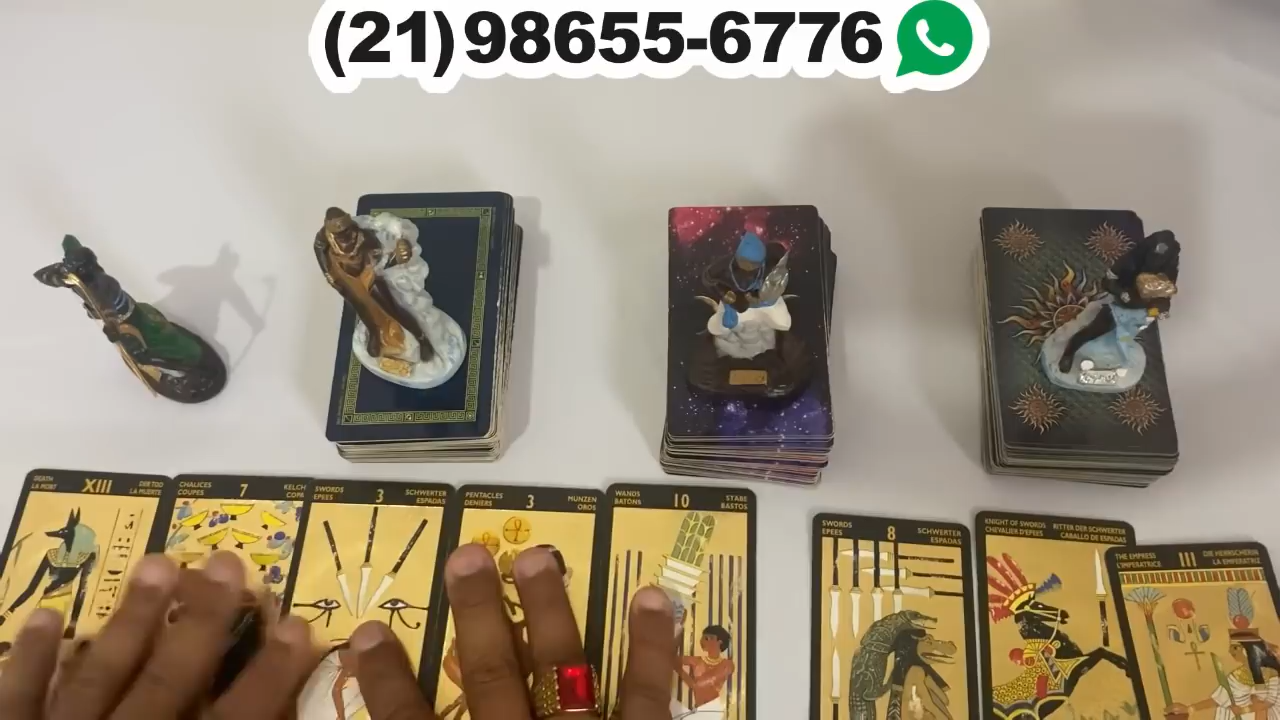 (21)98655-6776
DEATH
LA MORT
XIII
DER TOD
LA MUERTE
CHALICES
COUPES
7
KELCH
COPA
SWORDS
EPEES
3
SCHWERTER
ESPADAS
PENTACLES
DENIERS
3
MUNZEN
OROS
WANDS
BATONS
10
STABE
BASTOS
SWORDS
EPEES
8
SCHWERTER
ESPADAS
KNIGHT OF SWORDS
CHEVALIER D'EPEES
RITTER DER SCHWERTER
CABALLO DE ESPADAS
THE EMPRESS
L'IMPERATRICE
III
DIE HERRSCHERIN
LA EMPERATRIZ